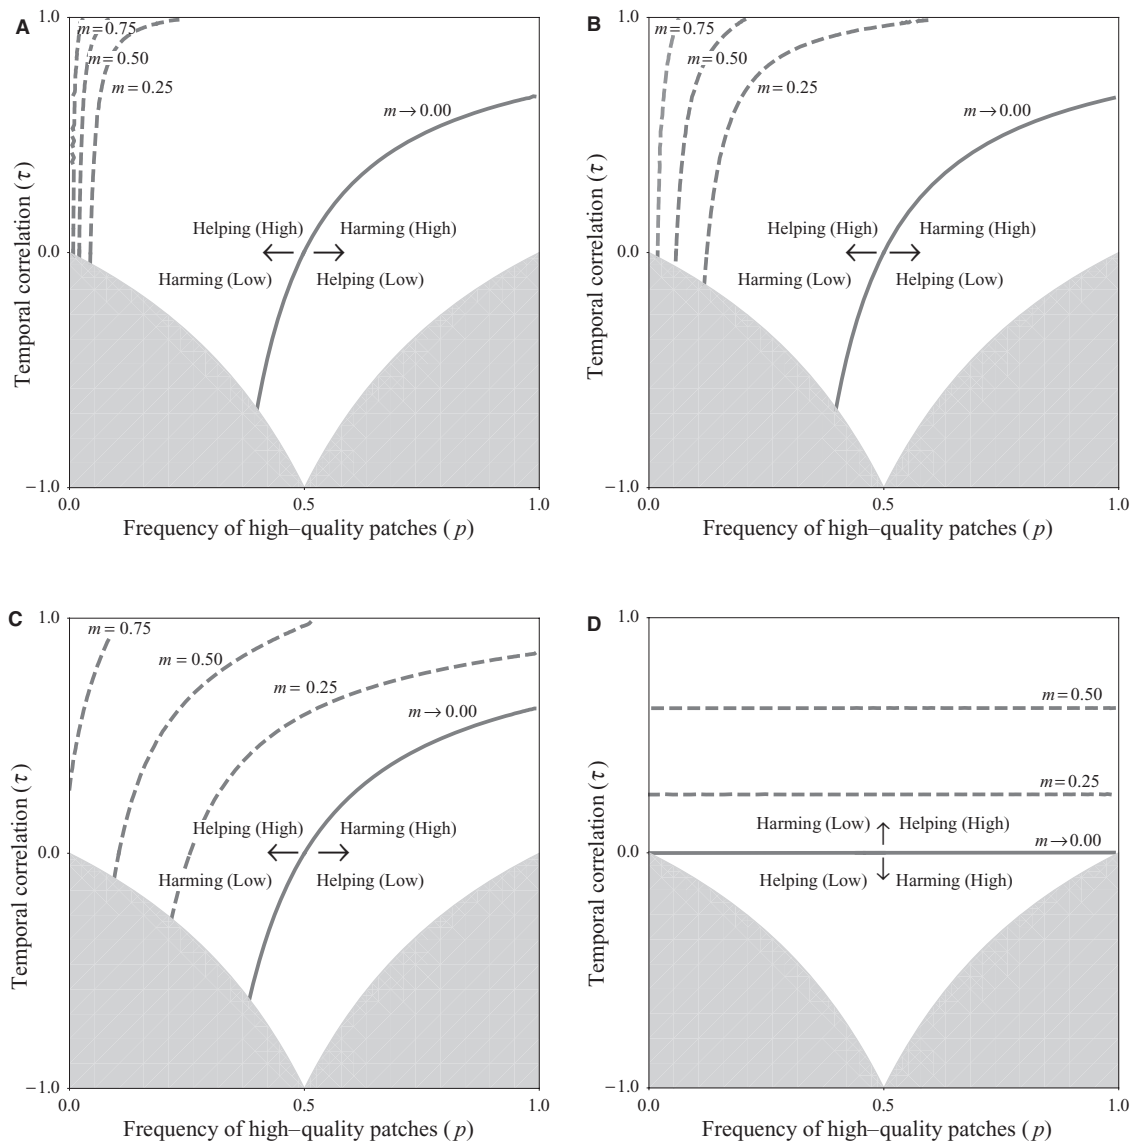 A
1.0
m = 0.75
m = 0.50
m = 0.25
m → 0.00
Temporal correlation (τ)
Helping (High)
Harming (High)
0.0
Harming (Low)
Helping (Low)
−1.0
0.0
0.5
1.0
Frequency of high–quality patches (p)
B
1.0
m = 0.75
m = 0.50
m = 0.25
m → 0.00
Temporal correlation (τ)
Helping (High)
Harming (High)
0.0
Harming (Low)
Helping (Low)
−1.0
0.0
0.5
1.0
Frequency of high–quality patches (p)
C
1.0
m = 0.75
m = 0.50
m = 0.25
m → 0.00
Temporal correlation (τ)
Helping (High)
Harming (High)
0.0
Harming (Low)
Helping (Low)
−1.0
0.0
0.5
1.0
Frequency of high–quality patches (p)
D
1.0
m = 0.50
m = 0.25
Temporal correlation (τ)
Harming (Low)
Helping (High)
m → 0.00
0.0
Helping (Low)
Harming (High)
−1.0
0.0
0.5
1.0
Frequency of high–quality patches (p)